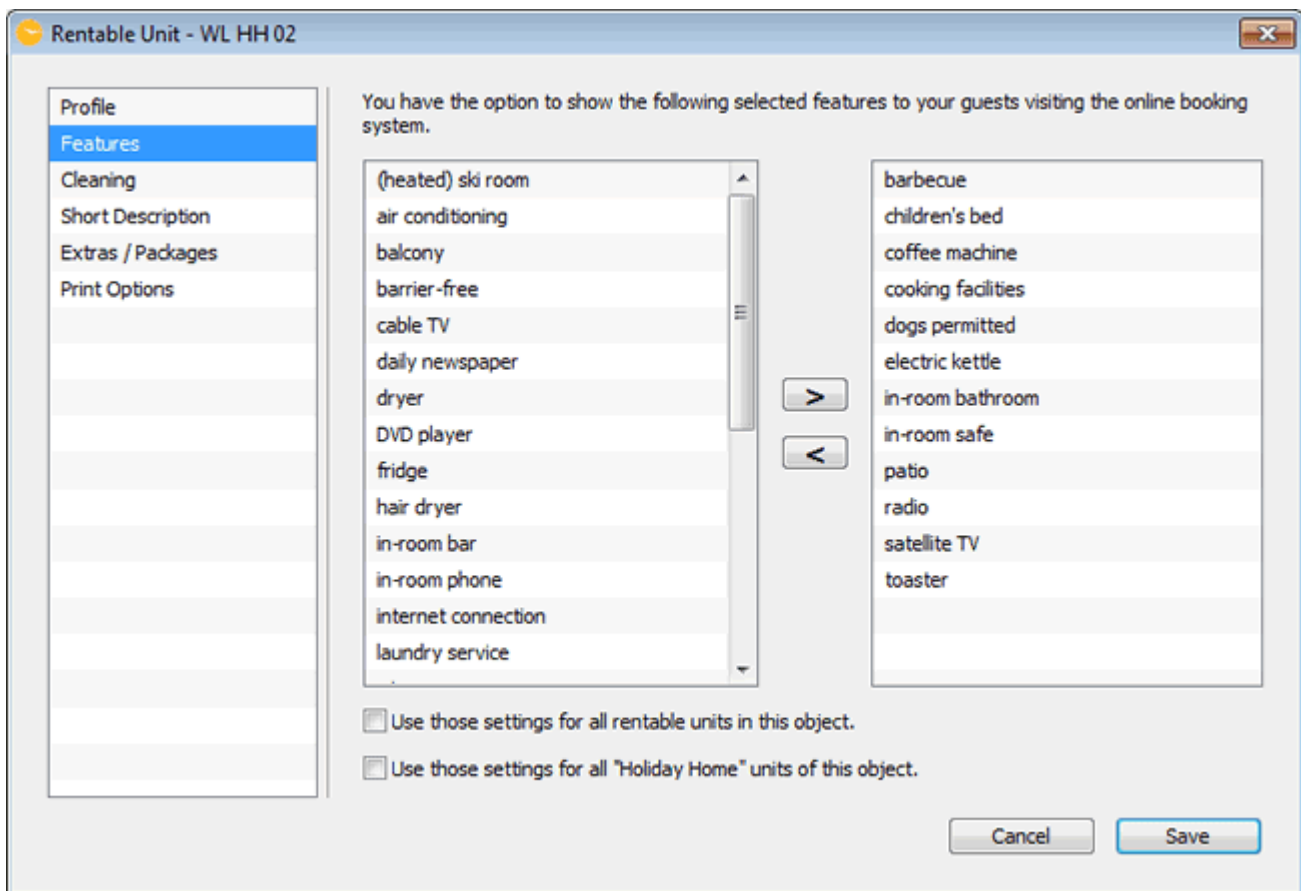 Rentable Unit - WL HH 02
Profile
Features
Cleaning
Short Description
Extras / Packages
Print Options
You have the option to show the following selected features to your guests visiting the online booking
system.
(heated) ski room
air conditioning
balcony
barrier-free
cable TV
daily newspaper
dryer
DVD player
fridge
hair dryer
in-room bar
in-room phone
internet connection
laundry service
>
<
barbecue
children's bed
coffee machine
cooking facilities
dogs permitted
electric kettle
in-room bathroom
in-room safe
patio
radio
satellite TV
toaster
Use those settings for all rentable units in this object.
Use those settings for all "Holiday Home" units of this object.
Cancel
Save